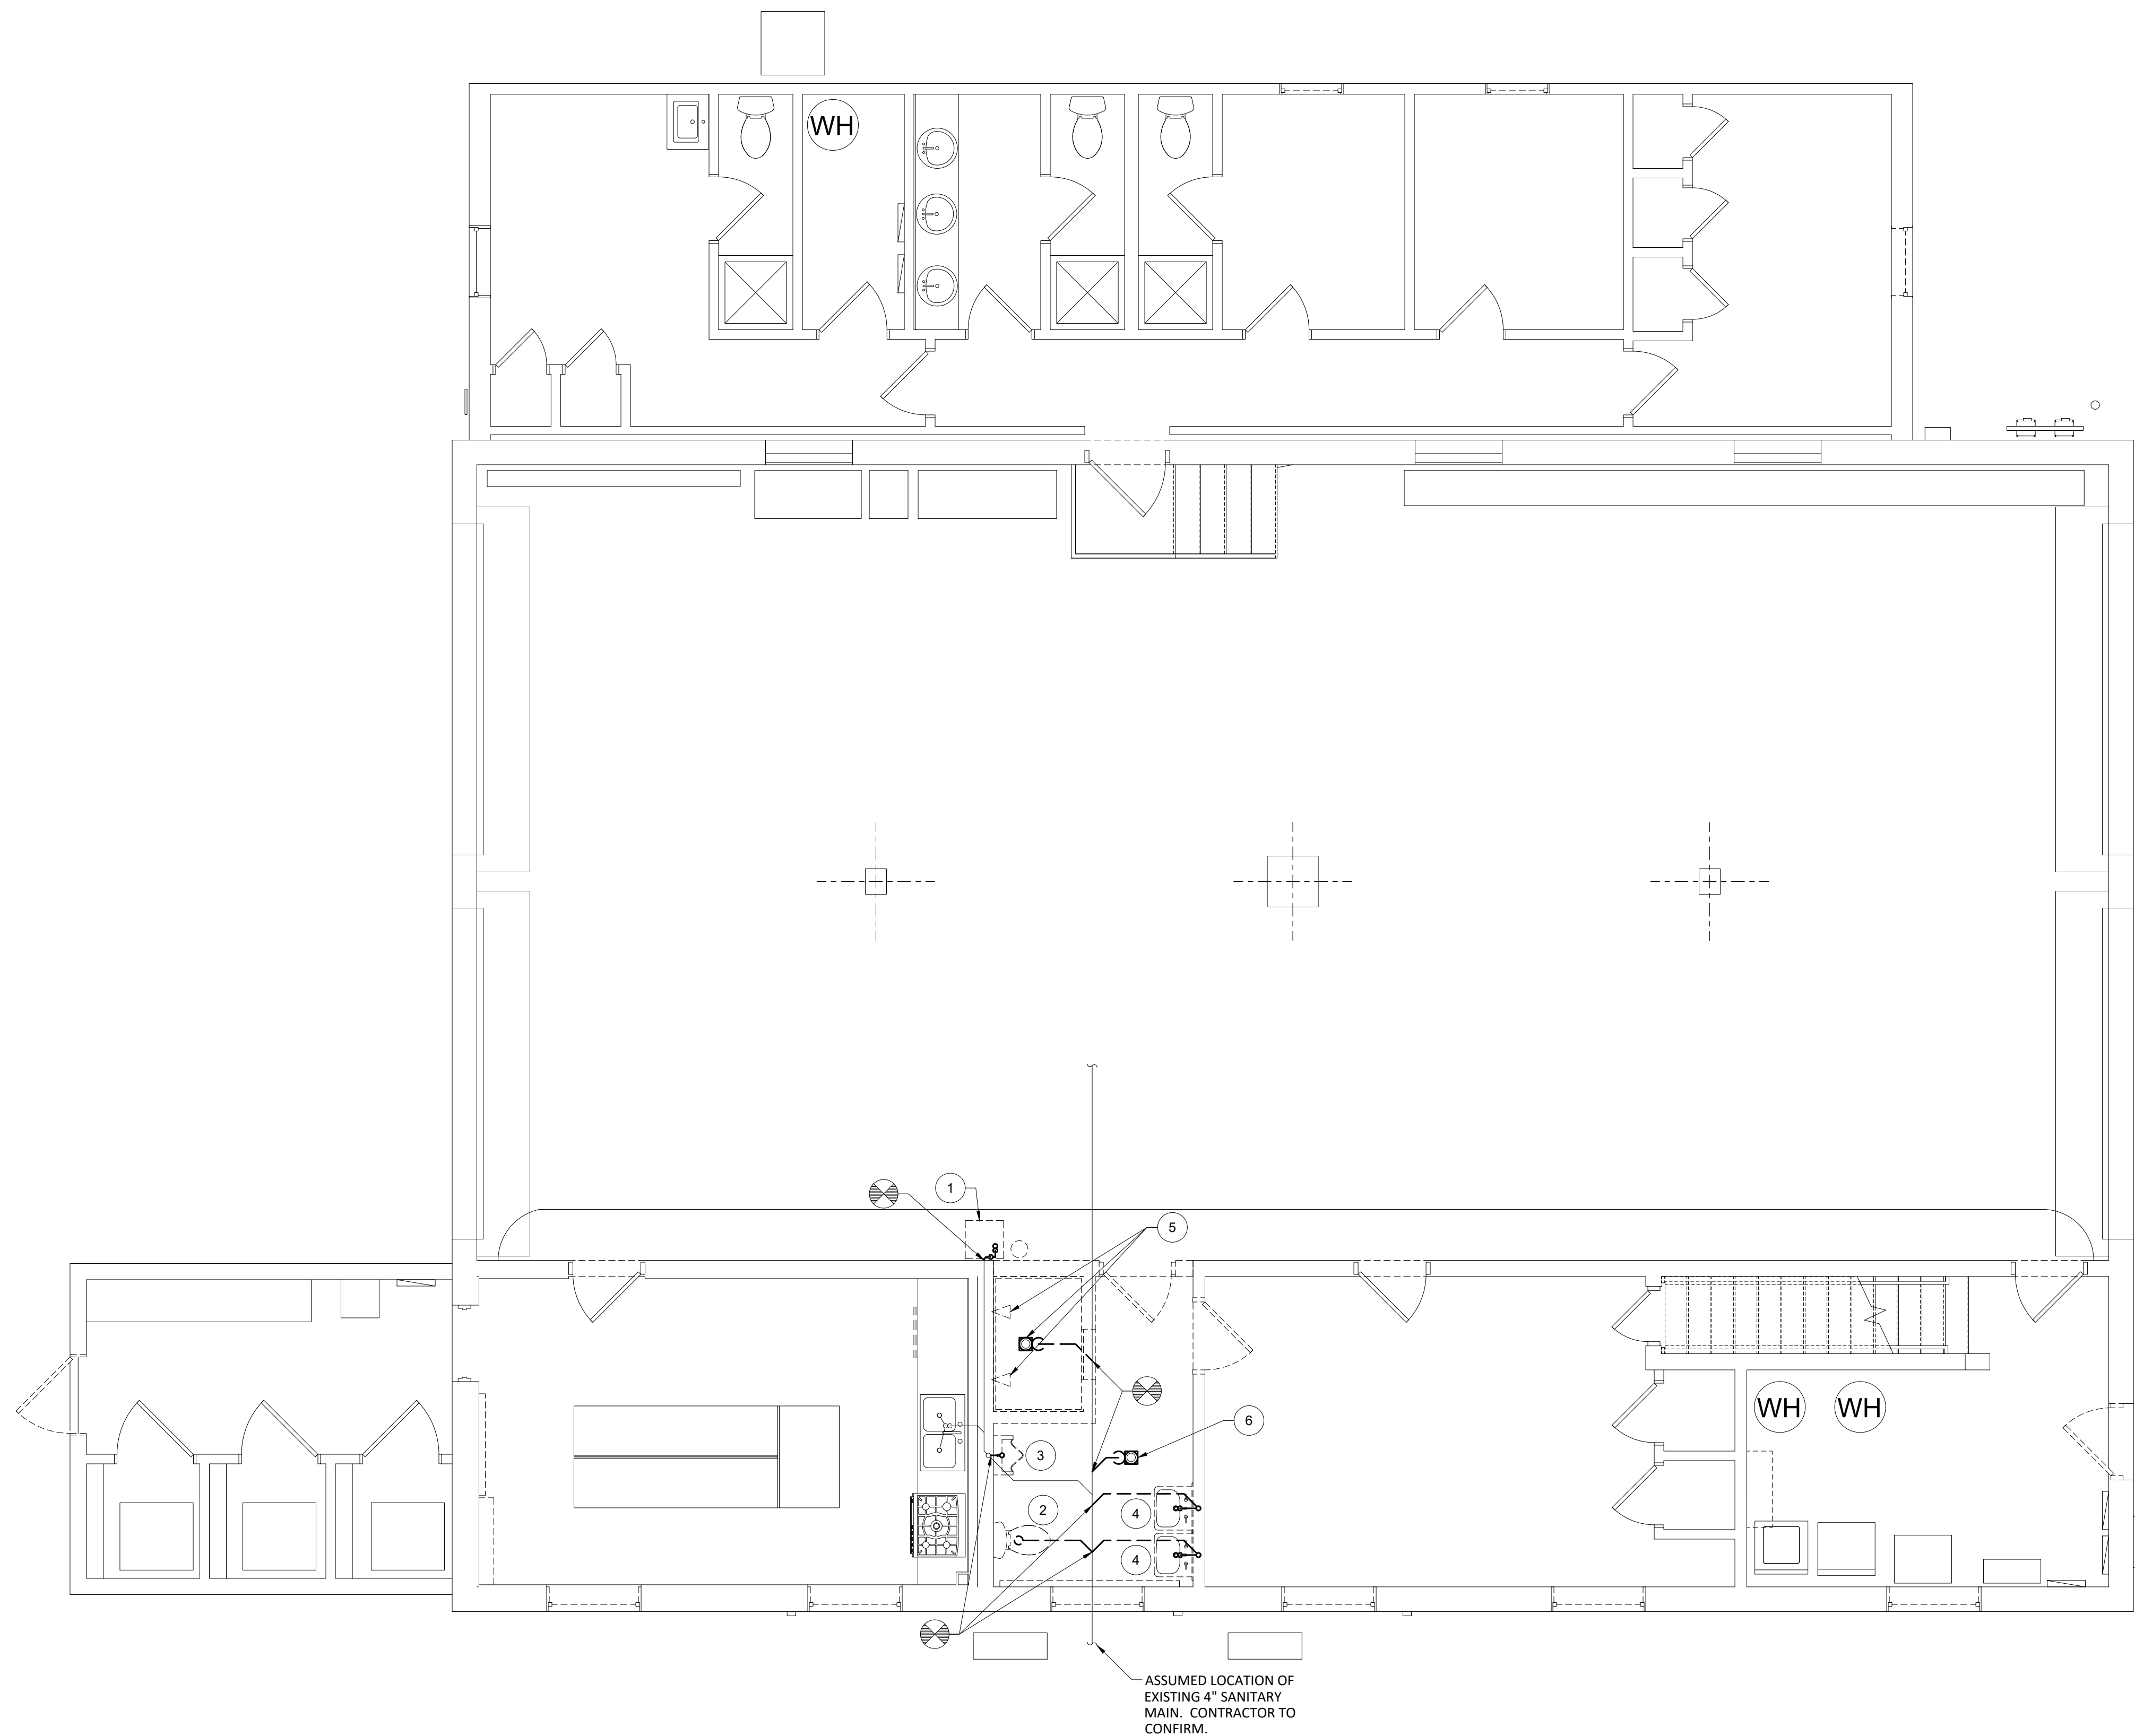 WH
1
5
6
WH
WH
3
2
4
4
ASSUMED LOCATION OF
EXISTING 4" SANITARY
MAIN. CONTRACTOR TO
CONFIRM.